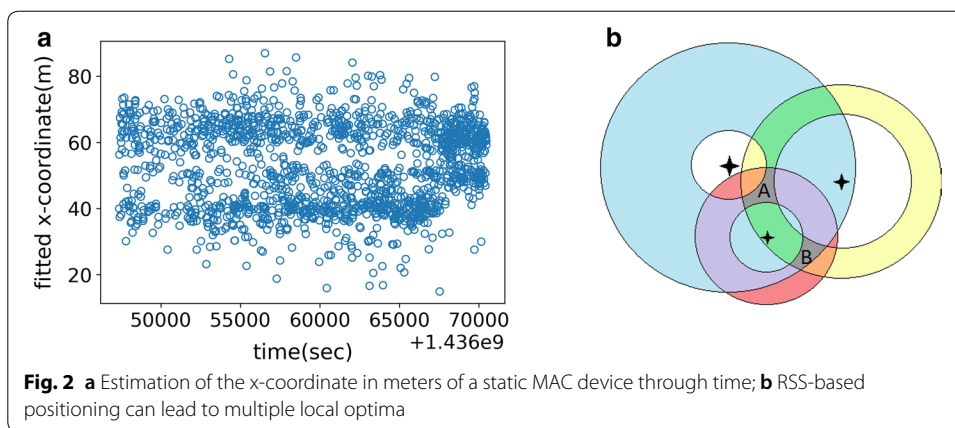 a
b
80
60
40
20
fitted x-coordinate(m)
50000 55000 60000 65000 70000
+1.436e9
time(sec)
A
B
Fig. 2 a Estimation of the x-coordinate in meters of a static MAC device through time; b RSS-based
positioning can lead to multiple local optima